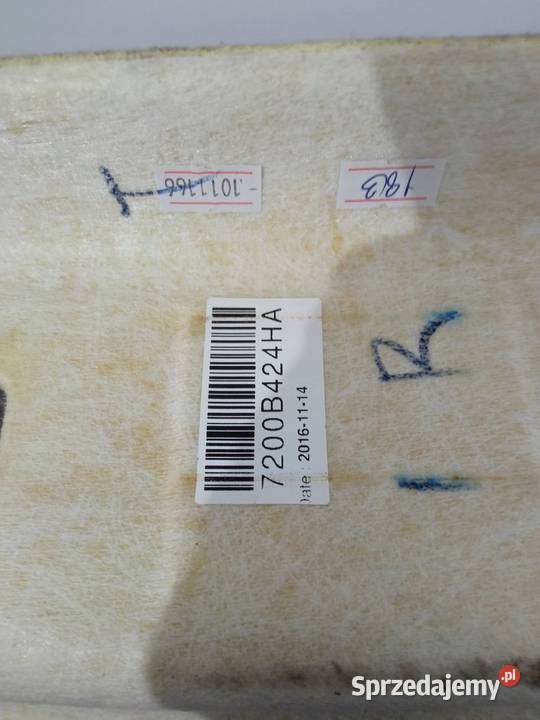 -1011166
183
7200B424HA
Date : 2016-11-14
R
Sprzedajemy.pl